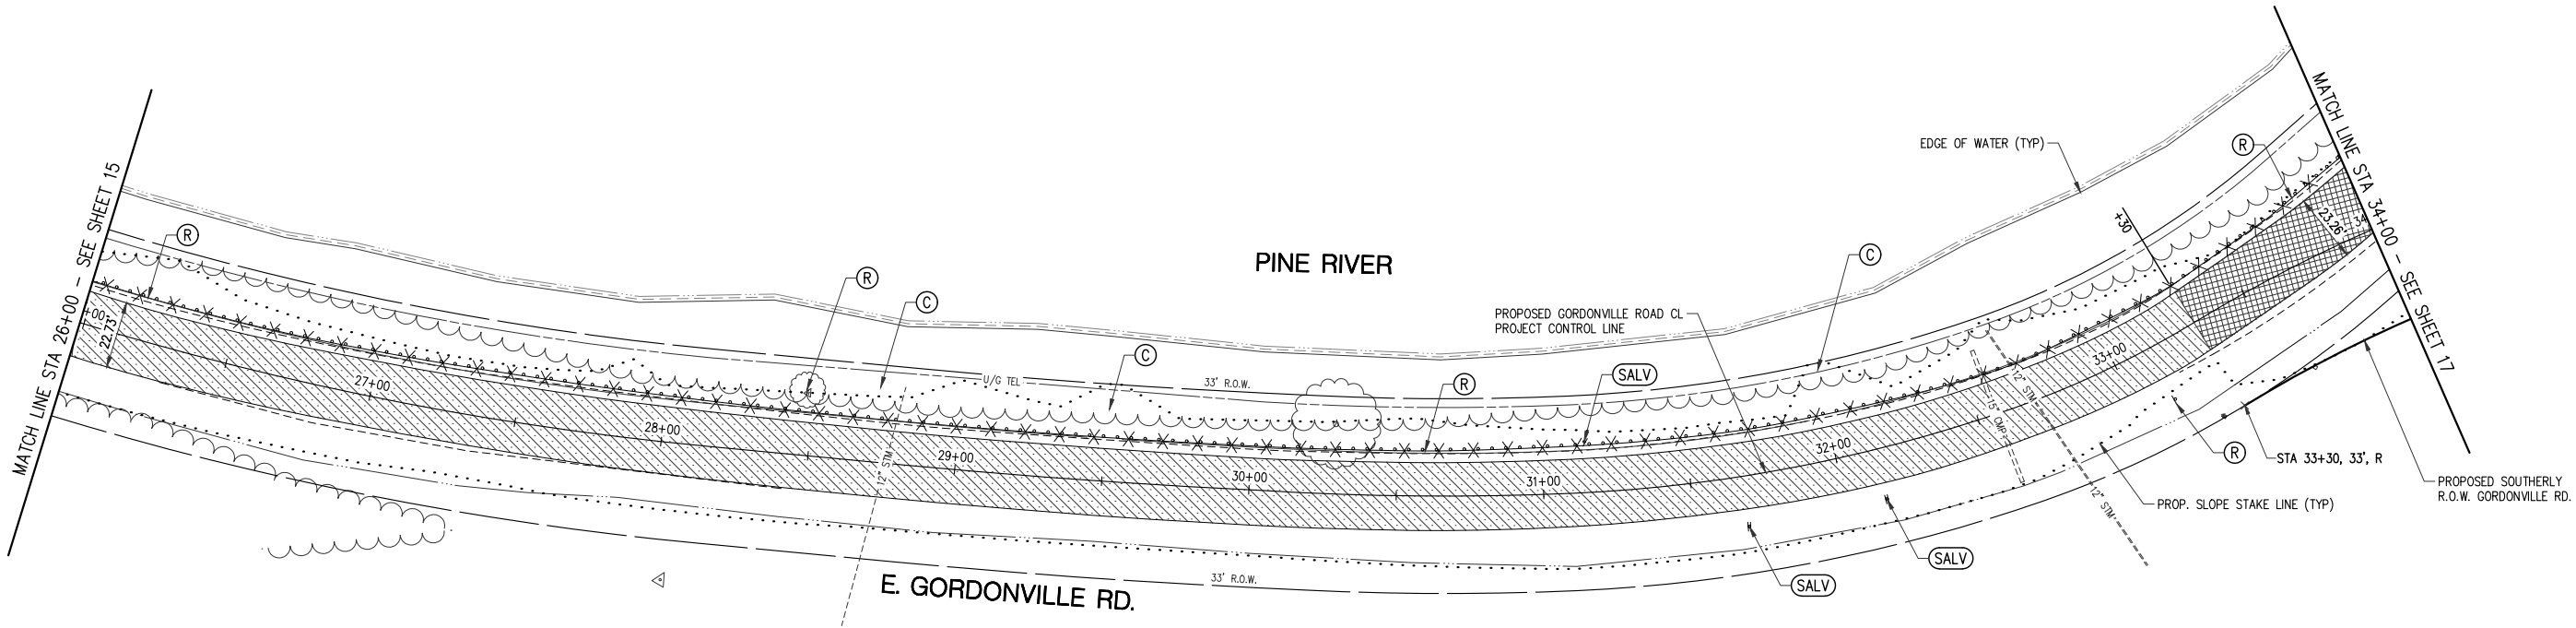 MATCH LINE STA 26+00 - SEE SHEET 15
+00
22.73'
R
27+00
28+00
R
C
C
12" STM
29+00
U/G TEL
33' R.O.W.
30+00
PINE RIVER
R
SALV
31+00
PROPOSED GORDONVILLE ROAD CL
PROJECT CONTROL LINE
C
32+00
EDGE OF WATER (TYP)
15" CMP
12" STM
12" STM
33+00
+30
R
23.26'
34
MATCH LINE STA 34+00 - SEE SHEET 17
R
STA 33+30, 33', R
PROPOSED SOUTHERLY
R.O.W. GORDONVILLE RD.
PROP. SLOPE STAKE LINE (TYP)
SALV
SALV
33' R.O.W.
E. GORDONVILLE RD.